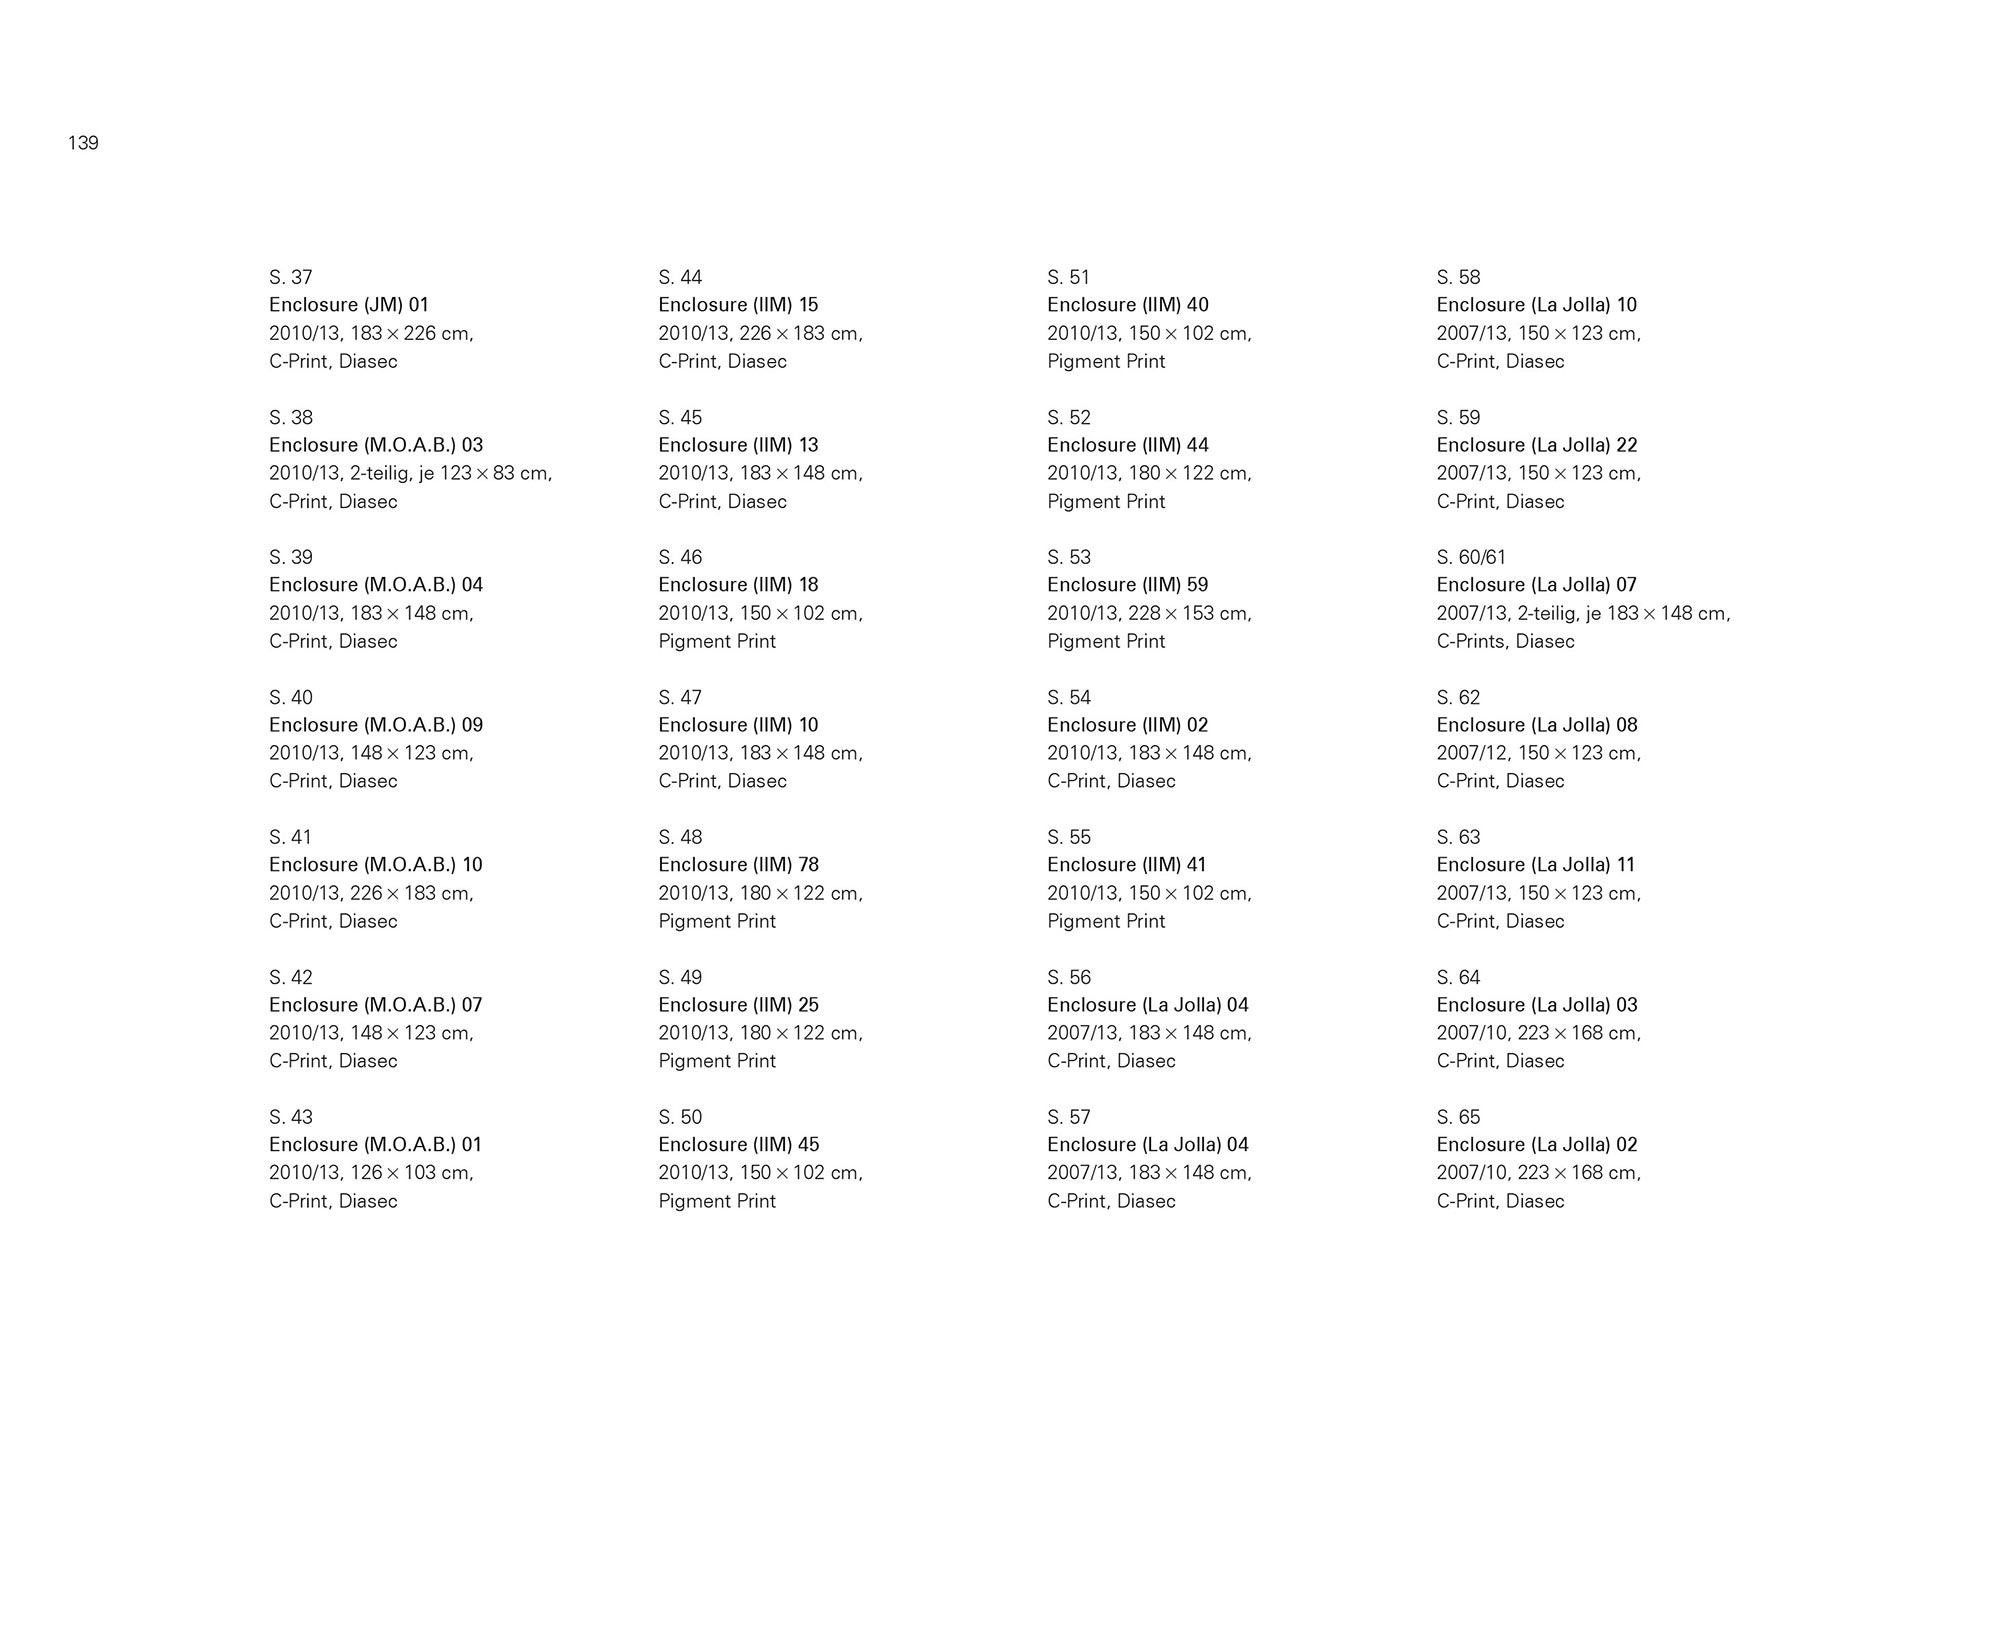 139
S. 37
Enclosure (JM) 01
2010/13, 183 × 226 cm,
C-Print, Diasec
S. 38
Enclosure (M.O.A.B.) 03
2010/13, 2-teilig, je 123 × 83 cm,
C-Print, Diasec
S. 39
Enclosure (M.O.A.B.) 04
2010/13, 183 × 148 cm,
C-Print, Diasec
S. 40
Enclosure (M.O.A.B.) 09
2010/13, 148 × 123 cm,
C-Print, Diasec
S. 41
Enclosure (M.O.A.B.) 10
2010/13, 226 × 183 cm,
C-Print, Diasec
S. 42
Enclosure (M.O.A.B.) 07
2010/13, 148 × 123 cm,
C-Print, Diasec
S. 43
Enclosure (M.O.A.B.) 01
2010/13, 126 × 103 cm,
C-Print, Diasec
S. 44
Enclosure (IIM) 15
2010/13, 226 × 183 cm,
C-Print, Diasec
S. 45
Enclosure (IIM) 13
2010/13, 183 × 148 cm,
C-Print, Diasec
S. 46
Enclosure (IIM) 18
2010/13, 150 × 102 cm,
Pigment Print
S. 47
Enclosure (IIM) 10
2010/13, 183 × 148 cm,
C-Print, Diasec
S. 48
Enclosure (IIM) 78
2010/13, 180 × 122 cm,
Pigment Print
S. 49
Enclosure (IIM) 25
2010/13, 180 × 122 cm,
Pigment Print
S. 50
Enclosure (IIM) 45
2010/13, 150 × 102 cm,
Pigment Print
S. 51
Enclosure (IIM) 40
2010/13, 150 × 102 cm,
Pigment Print
S. 52
Enclosure (IIM) 44
2010/13, 180 × 122 cm,
Pigment Print
S. 53
Enclosure (IIM) 59
2010/13, 228 × 153 cm,
Pigment Print
S. 54
Enclosure (IIM) 02
2010/13, 183 × 148 cm,
C-Print, Diasec
S. 55
Enclosure (IIM) 41
2010/13, 150 × 102 cm,
Pigment Print
S. 56
Enclosure (La Jolla) 04
2007/13, 183 × 148 cm,
C-Print, Diasec
S. 57
Enclosure (La Jolla) 04
2007/13, 183 × 148 cm,
C-Print, Diasec
S. 58
Enclosure (La Jolla) 10
2007/13, 150 × 123 cm,
C-Print, Diasec
S. 59
Enclosure (La Jolla) 22
2007/13, 150 × 123 cm,
C-Print, Diasec
S. 60/61
Enclosure (La Jolla) 07
2007/13, 2-teilig, je 183 × 148 cm,
C-Prints, Diasec
S. 62
Enclosure (La Jolla) 08
2007/12, 150 × 123 cm,
C-Print, Diasec
S. 63
Enclosure (La Jolla) 11
2007/13, 150 × 123 cm,
C-Print, Diasec
S. 64
Enclosure (La Jolla) 03
2007/10, 223 × 168 cm,
C-Print, Diasec
S. 65
Enclosure (La Jolla) 02
2007/10, 223 × 168 cm,
C-Print, Diasec